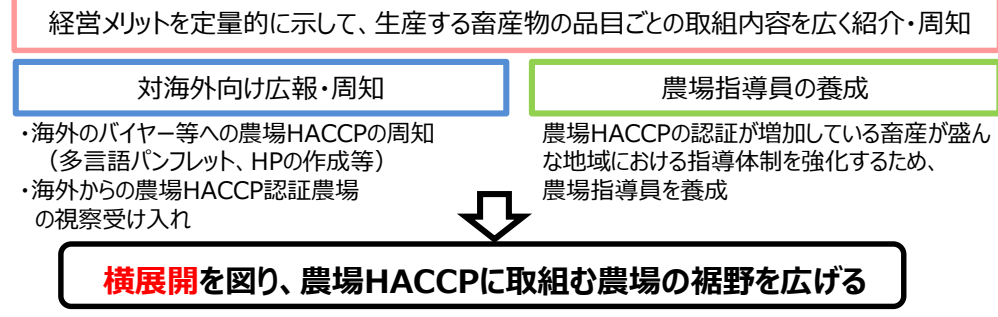 経営メリットを定量的に示して、生産する畜産物の品目ごとの取組内容を広く紹介・周知
対海外向け広報・周知
・海外のバイヤー等への農場HACCPの周知
（多言語パンフレット、HPの作成等）
・海外からの農場HACCP認証農場
の視察受け入れ
農場指導員の養成
農場HACCPの認証が増加している畜産が盛ん
な地域における指導体制を強化するため、
農場指導員を養成
横展開を図り、農場HACCPに取組む農場の裾野を広げる